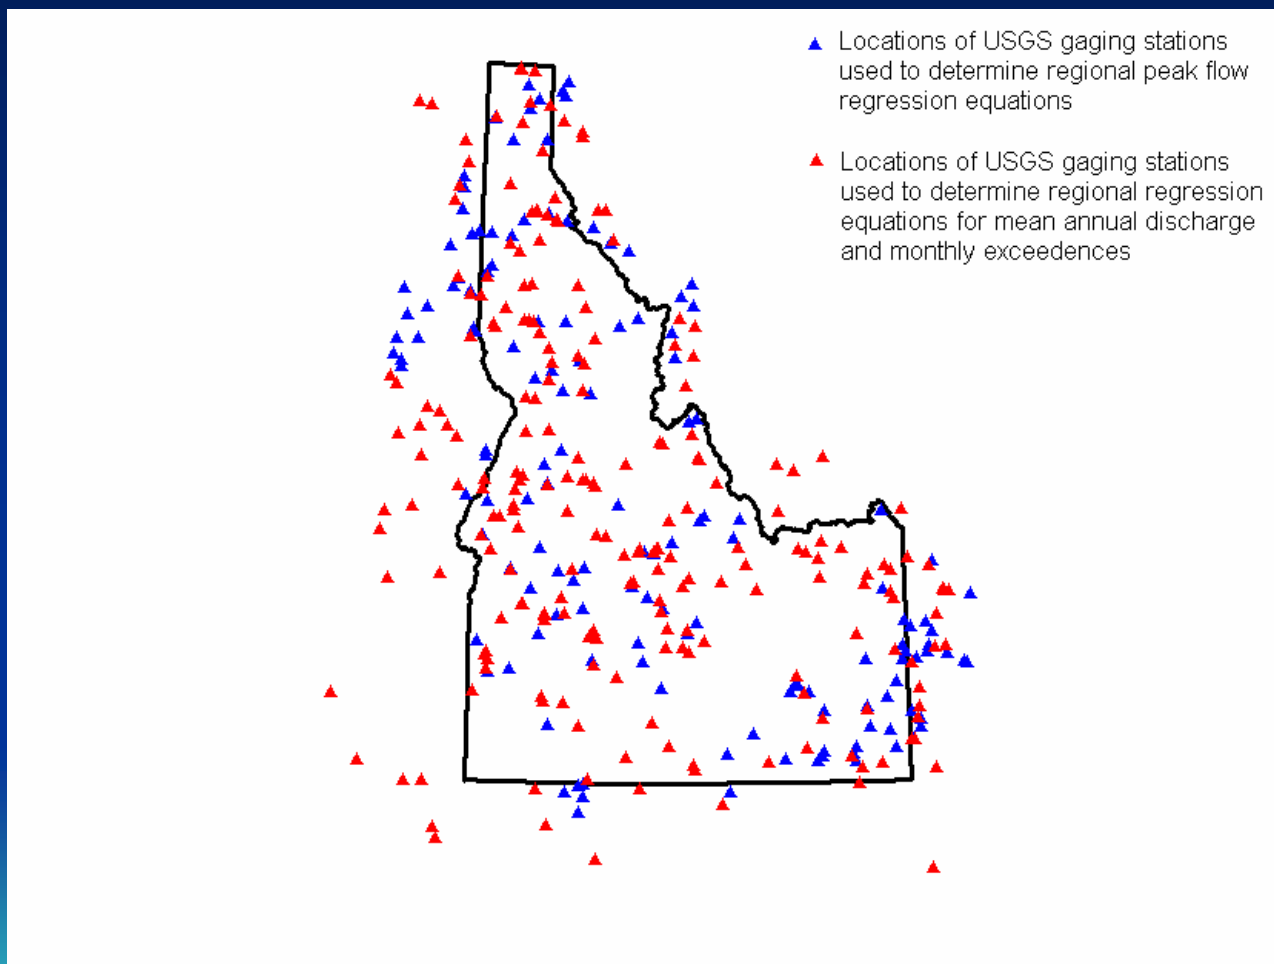 Locations of USGS gaging stations
used to determine regional peak flow
regression equations
Locations of USGS gaging stations
used to determine regional regression
equations for mean annual discharge
and monthly exceedences